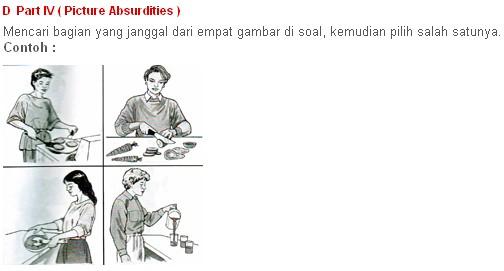 D Part IV ( Picture Absurdities )
Mencari bagian yang janggal dari empat gambar di soal, kemudian pilih salah satunya.
Contoh :